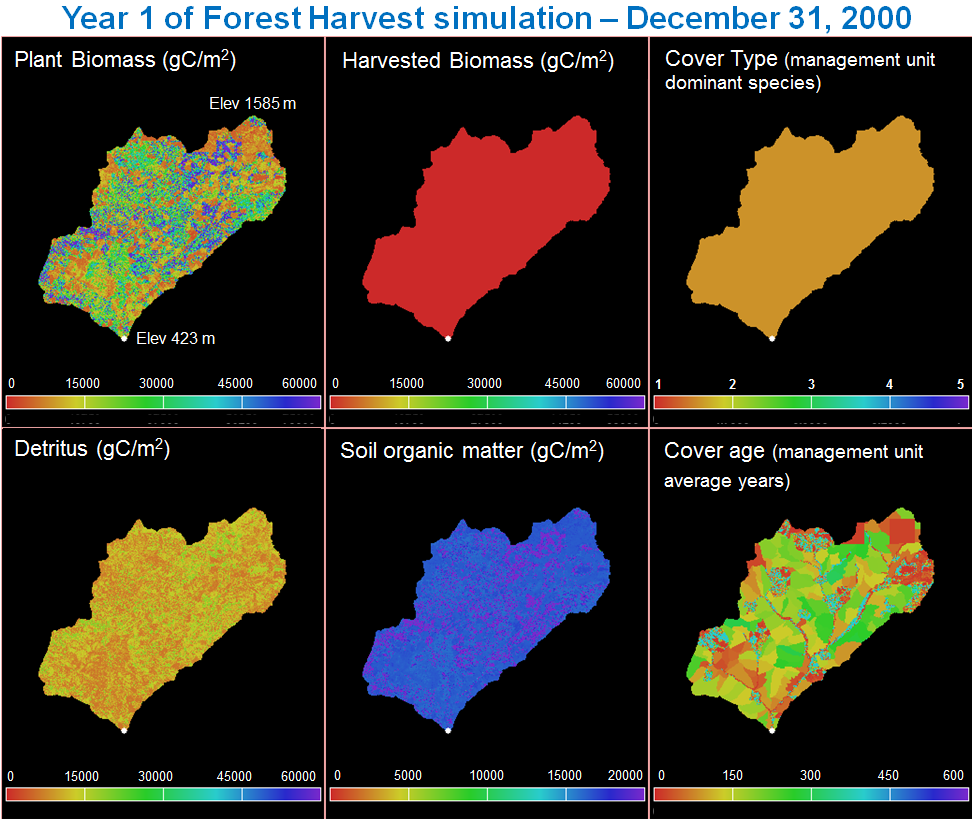 Year 1 of Forest Harvest simulation – December 31, 2000
Plant Biomass (gC/m²)
Elev 1585 m
Elev 423 m
0 15000 30000 45000 60000
Harvested Biomass (gC/m²)
0 15000 30000 45000 60000
Cover Type (management unit
dominant species)
1 2 3 4 5
Detritus (gC/m²)
0 15000 30000 45000 60000
Soil organic matter (gC/m²)
0 5000 10000 15000 20000
Cover age (management unit
average years)
0 150 300 450 600